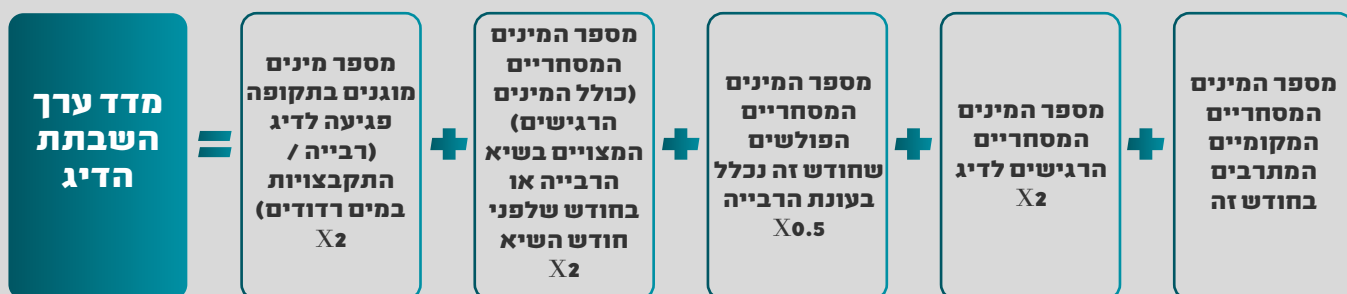 מספר המינים
המסחריים
המקומיים
המתרבים
בחודש זה
+
מספר המינים
המסחריים
הרגישים לדיג
X2
+
מספר המינים
המסחריים
הפולשים
שחודש זה נכלל
בעונת הרבייה
X0.5
+
מספר המינים
המסחריים
(כולל המינים
הרגישים)
המצויים בשיא
הרבייה או
בחודש שלפני
חודש השיא
X2
+
מספר מינים
מוגנים בתקופה
פגיעה לדיג
(רבייה /
התקבצויות
במים רדודים)
X2
=
מדד ערך
השבתת
הדיג